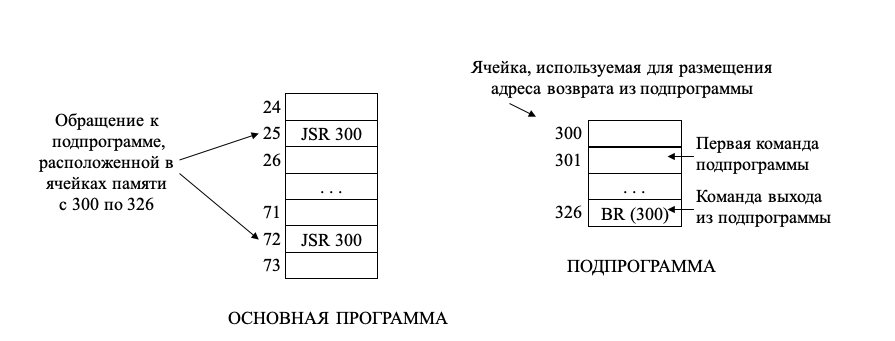 Обращение к
подпрограмме,
расположенной в
ячейках памяти
с 300 по 326
24
25 JSR 300
26
. . .
71
72 JSR 300
73
ОСНОВНАЯ ПРОГРАММА
Ячейка, используемая для размещения
адреса возврата из подпрограммы
300
301
. . .
326 BR (300)
Первая команда
подпрограммы
Команда выхода
из подпрограммы
ПОДПРОГРАММА